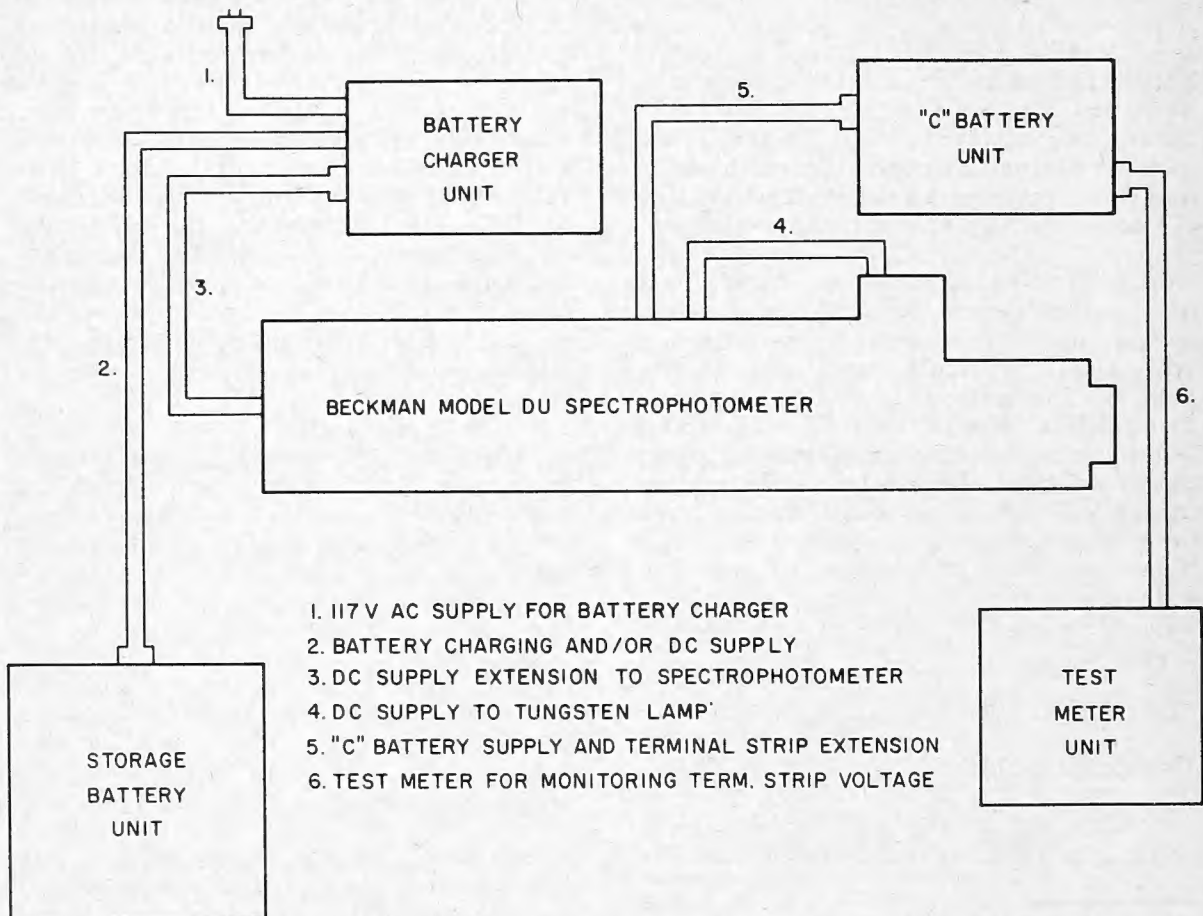 1.
BATTERY
CHARGER
UNIT
5.
"C" BATTERY
UNIT
4.
3.
2.
BECKMAN MODEL DU SPECTROPHOTOMETER
6.
1. 117 V AC SUPPLY FOR BATTERY CHARGER
2. BATTERY CHARGING AND/OR DC SUPPLY
3. DC SUPPLY EXTENSION TO SPECTROPHOTOMETER
4. DC SUPPLY TO TUNGSTEN LAMP
5. "C" BATTERY SUPPLY AND TERMINAL STRIP EXTENSION
6. TEST METER FOR MONITORING TERM. STRIP VOLTAGE
TEST
METER
UNIT
STORAGE
BATTERY
UNIT